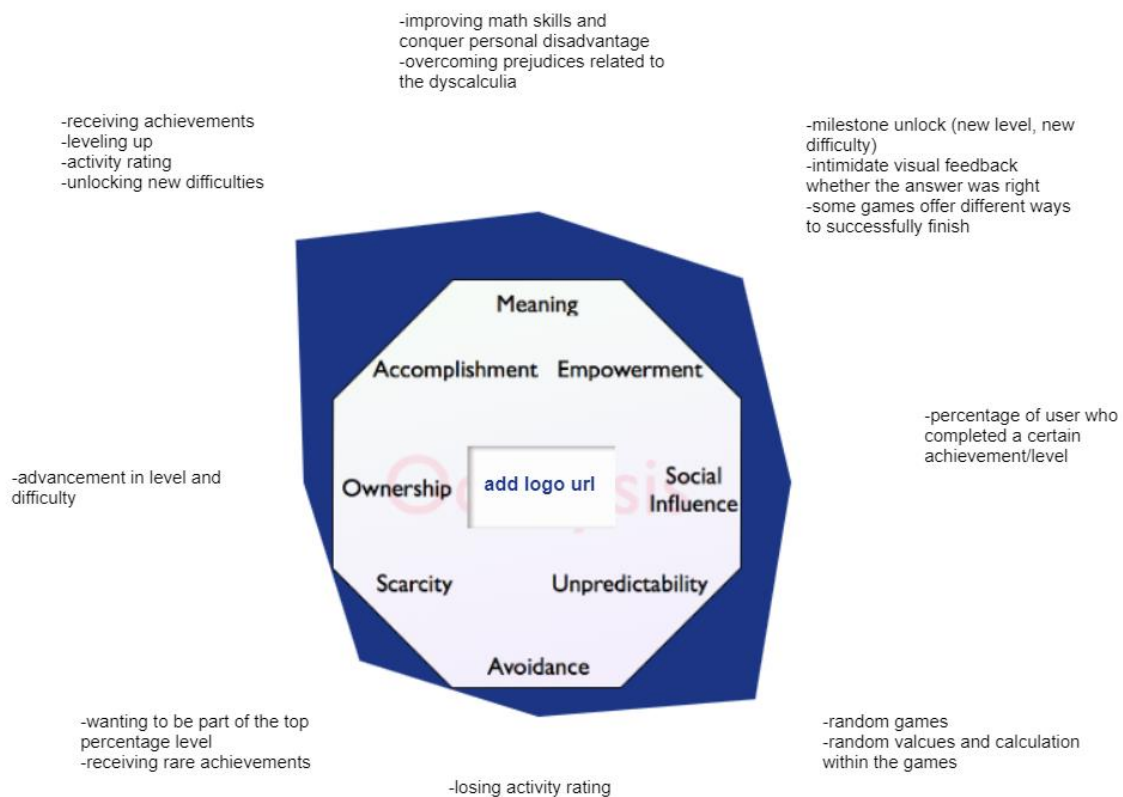 -improving math skills and
conquer personal disadvantage
-overcoming prejudices related to
the dyscalculia
-receiving achievements
-leveling up
-activity rating
-unlocking new difficulties
-milestone unlock (new level, new
difficulty)
-intimidate visual feedback
whether the answer was right
-some games offer different ways
to successfully finish
Meaning
Accomplishment
Empowerment
-percentage of user who
completed a certain
achievement/level
-advancement in level and
difficulty
Ownership
add logo url
Social
Influence
Scarcity
Unpredictability
Avoidance
-wanting to be part of the top
percentage level
-receiving rare achievements
-random games
-random valcues and calculation
within the games
-losing activity rating